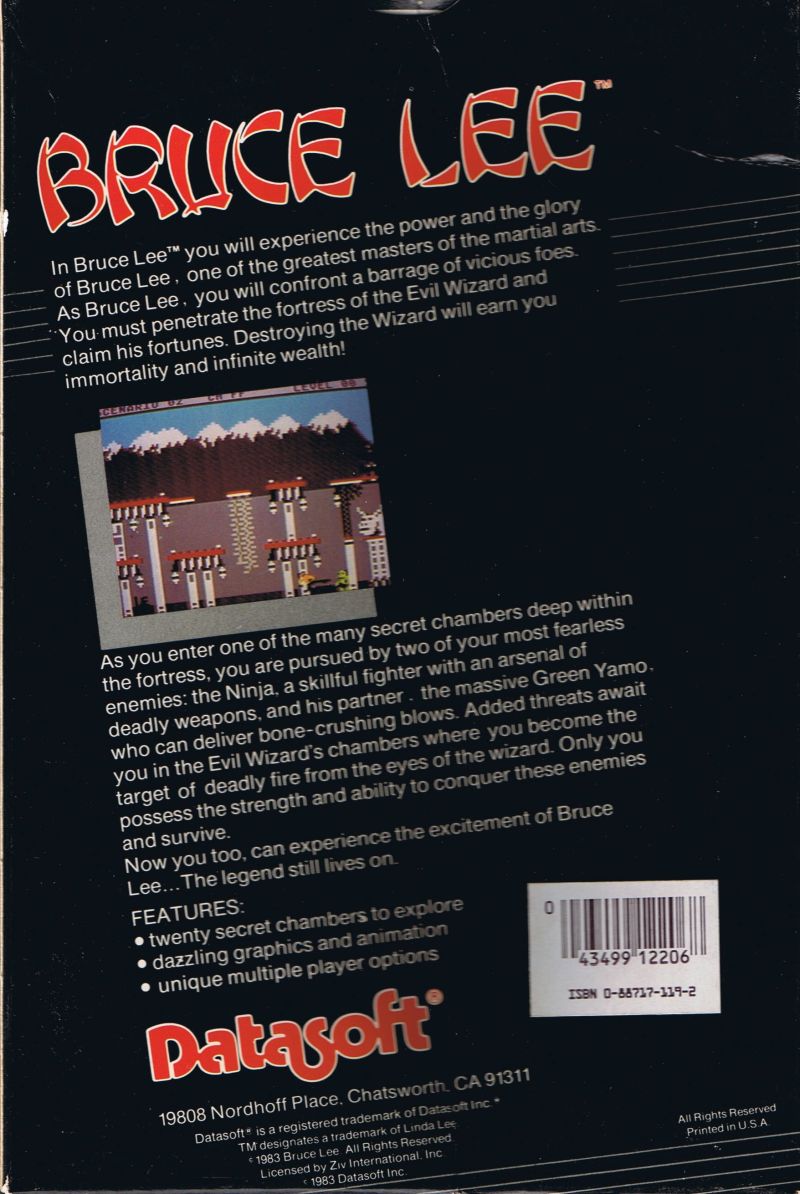 BRUCE LEE™
In Bruce Lee™ you will experience the power and the glory
of Bruce Lee, one of the greatest masters of the martial arts.
As Bruce Lee, you will confront a barrage of vicious foes.
You must penetrate the fortress of the Evil Wizard and
claim his fortunes. Destroying the Wizard will earn you
immortality and infinite wealth!
SCENARIO 02 CH FF LEVEL 00
As you enter one of the many secret chambers deep within
the fortress, you are pursued by two of your most fearless
enemies: the Ninja, a skillful fighter with an arsenal of
deadly weapons, and his partner, the massive Green Yamo,
who can deliver bone-crushing blows. Added threats await
you in the Evil Wizard's chambers where you become the
target of deadly fire from the eyes of the wizard. Only you
possess the strength and ability to conquer these enemies
and survive.
Now you too, can experience the excitement of Bruce
Lee...The legend still lives on.
FEATURES:
• twenty secret chambers to explore
• dazzling graphics and animation
• unique multiple player options
0
43499 12206
ISBN 0-88717-119-2
Datasoft®
19808 Nordhoff Place, Chatsworth, CA 91311
Datasoft® is a registered trademark of Datasoft Inc.®
TM designates a trademark of Linda Lee
© 1983 Bruce Lee. All Rights Reserved
Licensed by Ziv International, Inc.
© 1983 Datasoft Inc.
All Rights Reserved
Printed in U.S.A.